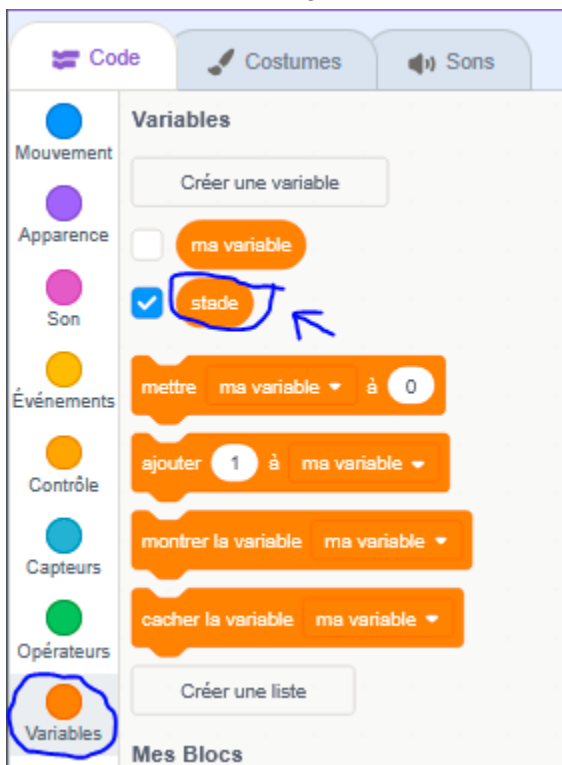 Code
Costumes
Sons
Mouvement
Apparence
Son
Événements
Contrôle
Capteurs
Opérateurs
Variables
Variables
Créer une variable
ma variable
stade
mettre ma variable à 0
ajouter 1 à ma variable
montrer la variable ma variable
cacher la variable ma variable
Créer une liste
Mes Blocs